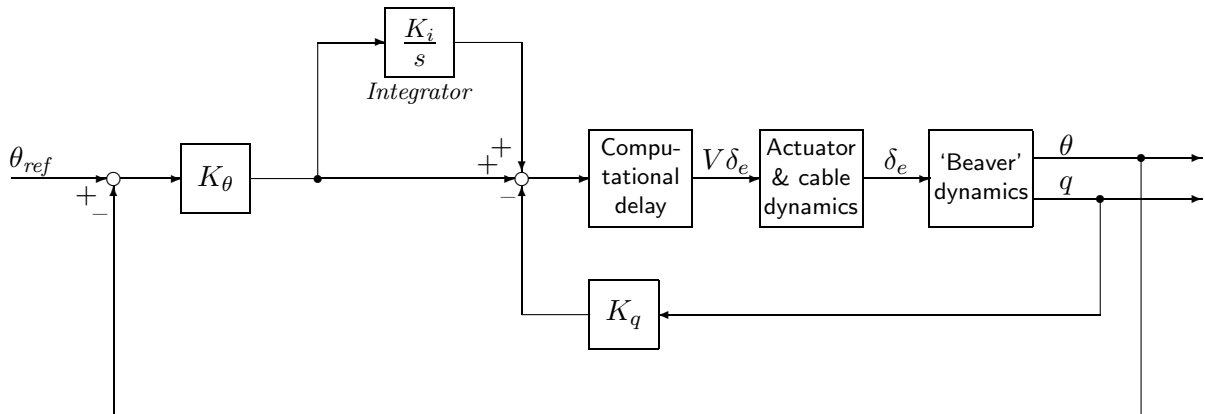 K_i
s
Integrator
θ_ref
+
−
K_θ
+
+
−
Compu-
tational
delay
Vδ_e
Actuator
& cable
dynamics
δ_e
‘Beaver’
dynamics
θ
q
K_q